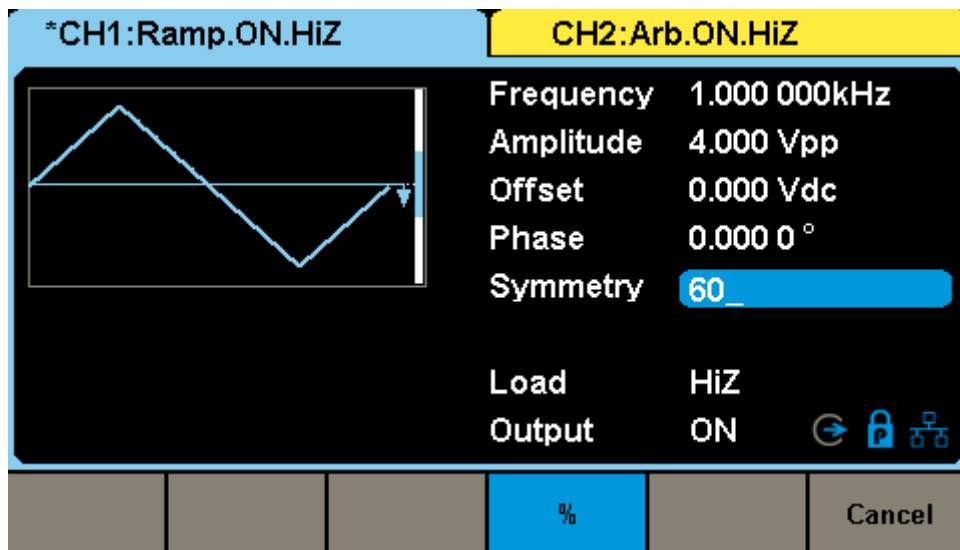 *CH1:Ramp.ON.HiZ
CH2:Arb.ON.HiZ
Frequency 1.000 000kHz
Amplitude 4.000 Vpp
Offset 0.000 Vdc
Phase 0.000 0 °
Symmetry 60_
Load HiZ
Output ON
P
% Cancel